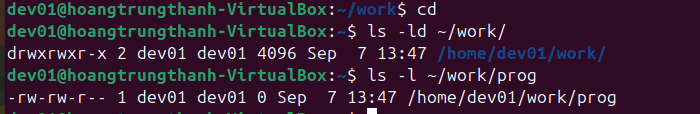 dev01@hoangtrungthanh-VirtualBox:~/work$ cd
dev01@hoangtrungthanh-VirtualBox:~$ ls -ld ~/work/
drwxrwxr-x 2 dev01 dev01 4096 Sep  7 13:47 /home/dev01/work/
dev01@hoangtrungthanh-VirtualBox:~$ ls -l ~/work/prog
-rw-rw-r-- 1 dev01 dev01 0 Sep  7 13:47 /home/dev01/work/prog
dev01@hoangtrungthanh-VirtualBox:~$